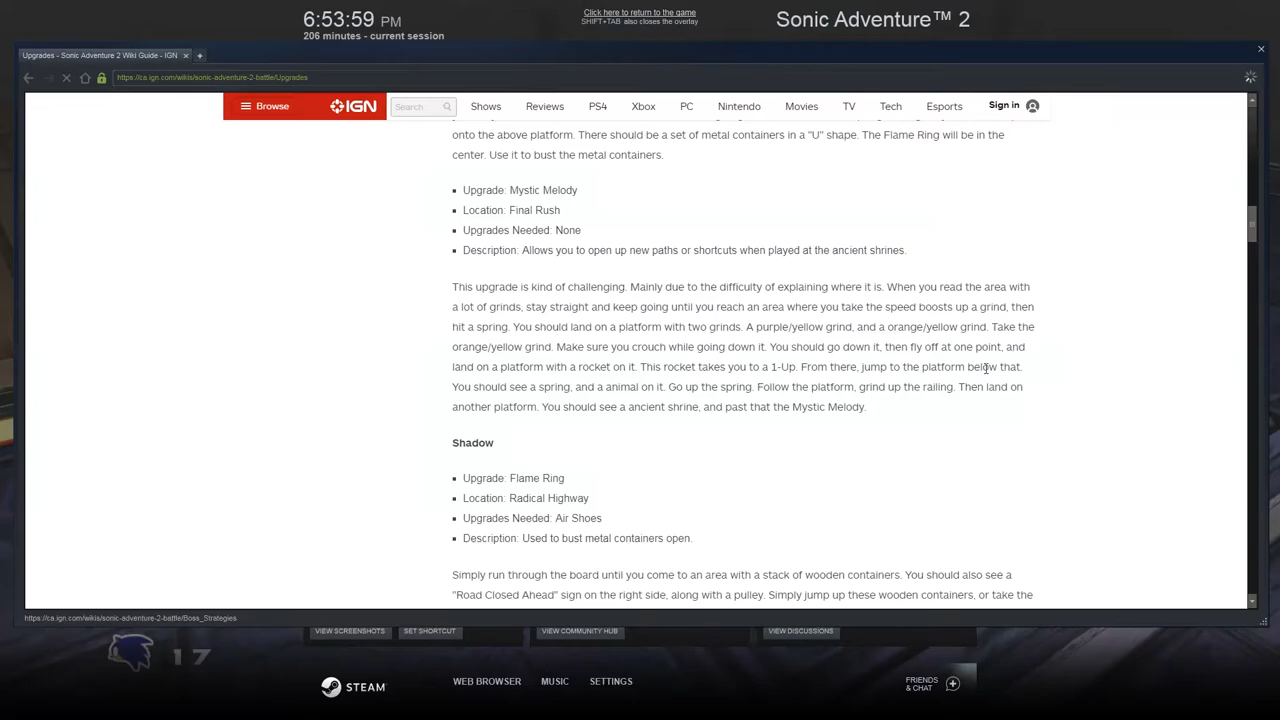 6:53:59 PM
206 minutes - current session
Click here to return to the game
SHIFT+TAB also closes the overlay
Sonic Adventure™ 2
Upgrades - Sonic Adventure 2 Wiki Guide - IGN
https://ca.ign.com/wikis/sonic-adventure-2-battle/Upgrades
Browse IGN Search Shows Reviews PS4 Xbox PC Nintendo Movies TV Tech Esports Sign in
onto the above platform. There should be a set of metal containers in a "U" shape. The Flame Ring will be in the
center. Use it to bust the metal containers.
Upgrade: Mystic Melody
Location: Final Rush
Upgrades Needed: None
Description: Allows you to open up new paths or shortcuts when played at the ancient shrines.
This upgrade is kind of challenging. Mainly due to the difficulty of explaining where it is. When you read the area with
a lot of grinds, stay straight and keep going until you reach an area where you take the speed boosts up a grind, then
hit a spring. You should land on a platform with two grinds. A purple/yellow grind, and a orange/yellow grind. Take the
orange/yellow grind. Make sure you crouch while going down it. You should go down it, then fly off at one point, and
land on a platform with a rocket on it. This rocket takes you to a 1-Up. From there, jump to the platform below that.
You should see a spring, and a animal on it. Go up the spring. Follow the platform, grind up the railing. Then land on
another platform. You should see a ancient shrine, and past that the Mystic Melody.
Shadow
Upgrade: Flame Ring
Location: Radical Highway
Upgrades Needed: Air Shoes
Description: Used to bust metal containers open.
Simply run through the board until you come to an area with a stack of wooden containers. You should also see a
"Road Closed Ahead" sign on the right side, along with a pulley. Simply jump up these wooden containers, or take the
https://ca.ign.com/wikis/sonic-adventure-2-battle/Boss_Strategies
VIEW SCREENSHOTS SET SHORTCUT VIEW COMMUNITY HUB VIEW DISCUSSIONS
17
STEAM WEB BROWSER MUSIC SETTINGS FRIENDS
& CHAT